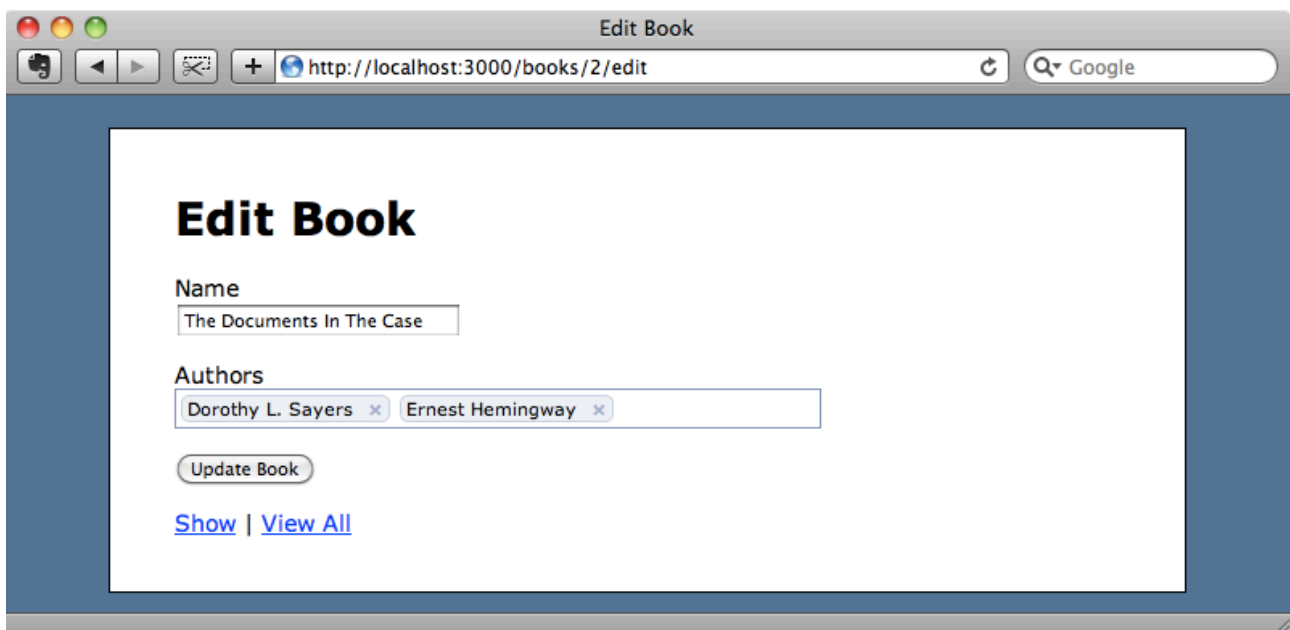 Edit Book
http://localhost:3000/books/2/edit
Google
Edit Book
Name
The Documents In The Case
Authors
Dorothy L. Sayers × Ernest Hemingway ×
Update Book
Show | View All